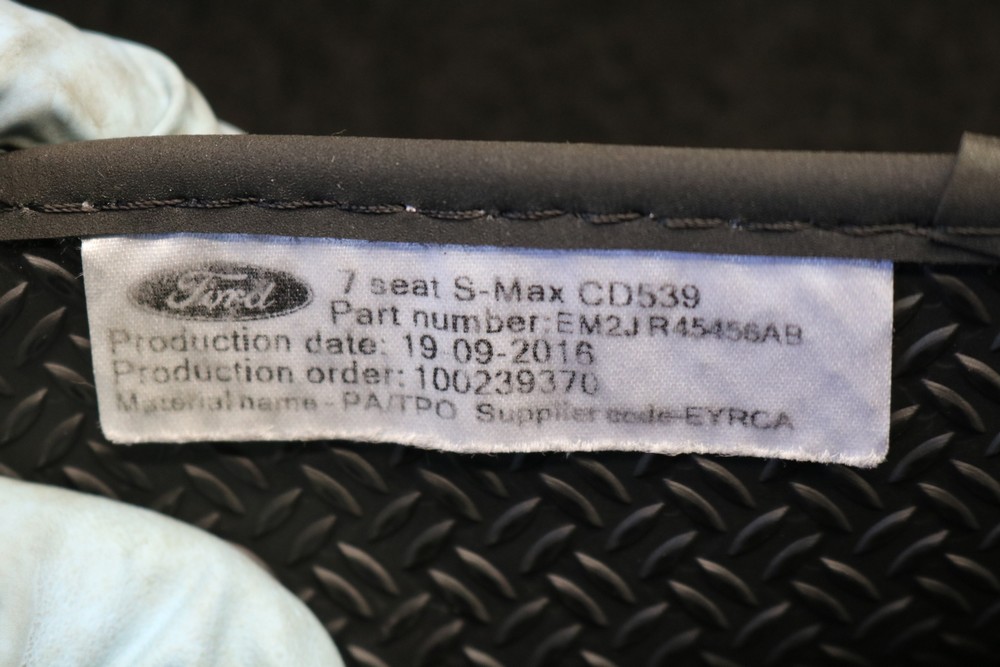 Ford
7 seat S-Max CD539
Part number:EM2J R45456AB
Production date: 19-09-2016
Production order: 100239370
Material name - PA/TPO Supplier code-EYRCA